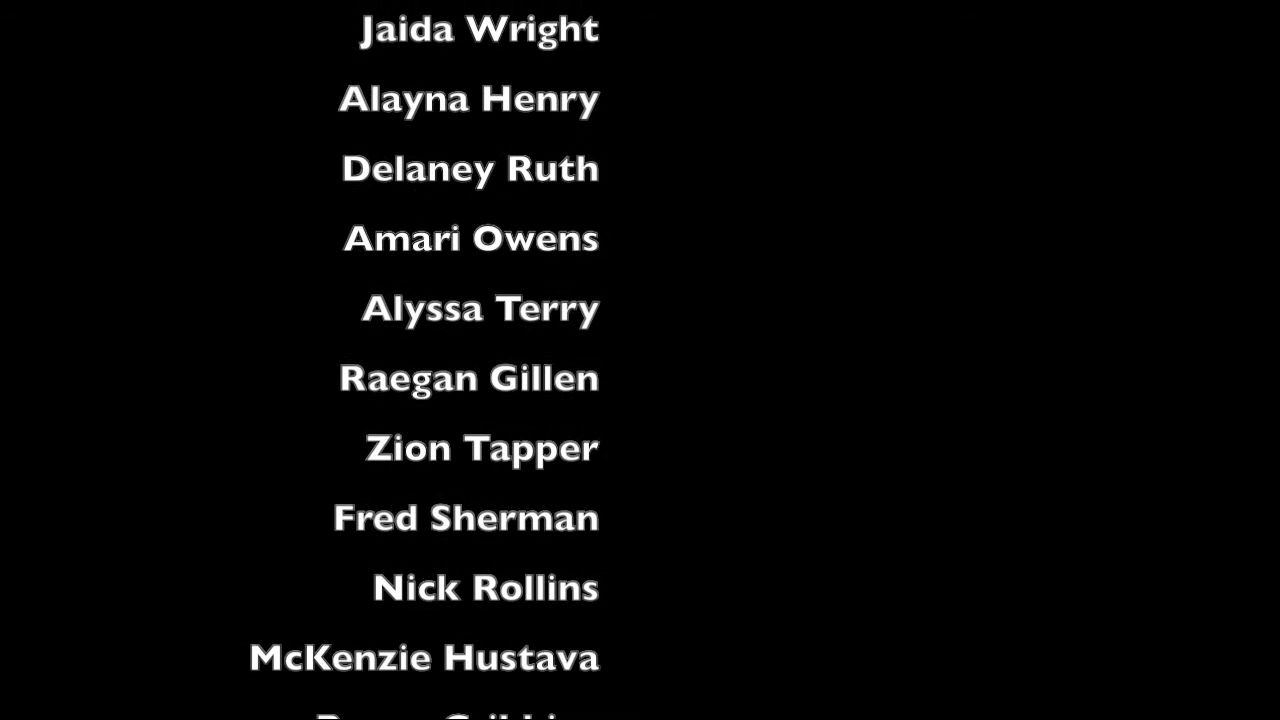 Jaida Wright
Alayna Henry
Delaney Ruth
Amari Owens
Alyssa Terry
Raegan Gillen
Zion Tapper
Fred Sherman
Nick Rollins
McKenzie Hustava